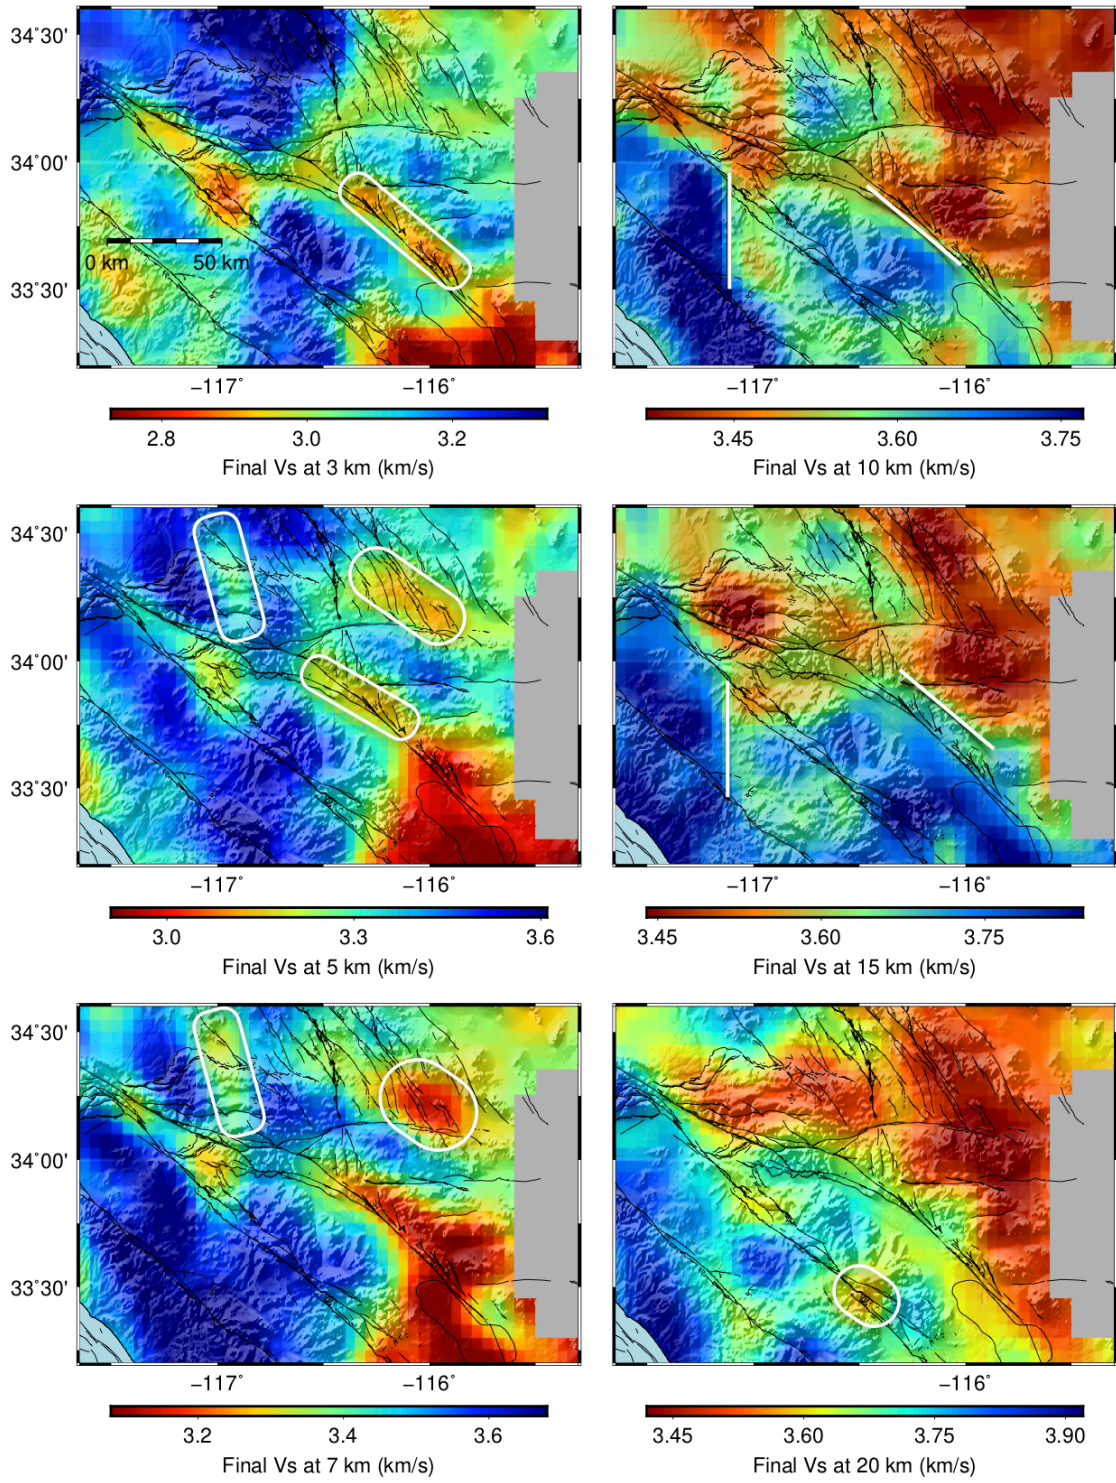 34°30'
34°00'
33°30'
0 km 50 km
−117° −116°
−117° −116°
2.8 3.0 3.2
Final Vs at 3 km (km/s)
3.45 3.60 3.75
Final Vs at 10 km (km/s)
34°30'
34°00'
33°30'
−117° −116°
−117° −116°
3.0 3.3 3.6
Final Vs at 5 km (km/s)
3.45 3.60 3.75
Final Vs at 15 km (km/s)
34°30'
34°00'
33°30'
−117° −116°
−116°
3.2 3.4 3.6
Final Vs at 7 km (km/s)
3.45 3.60 3.75 3.90
Final Vs at 20 km (km/s)